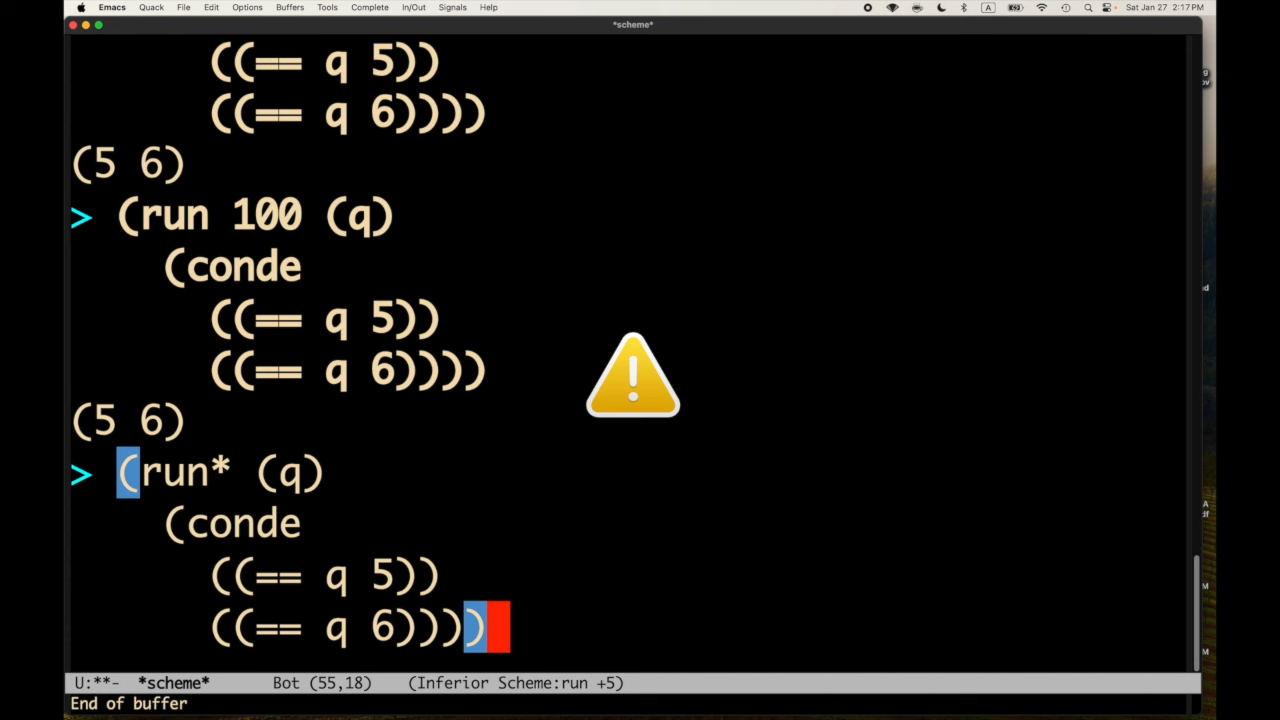 Emacs Quack File Edit Options Buffers Tools Complete In/Out Signals Help A Sat Jan 27 2:17 PM
*scheme*
((== q 5))
((== q 6))))
(5 6)
> (run 100 (q)
(conde
((== q 5))
((== q 6))))
(5 6)
> (run* (q)
(conde
((== q 5))
((== q 6))))
U:**- *scheme* Bot (55,18) (Inferior Scheme:run +5)
End of buffer